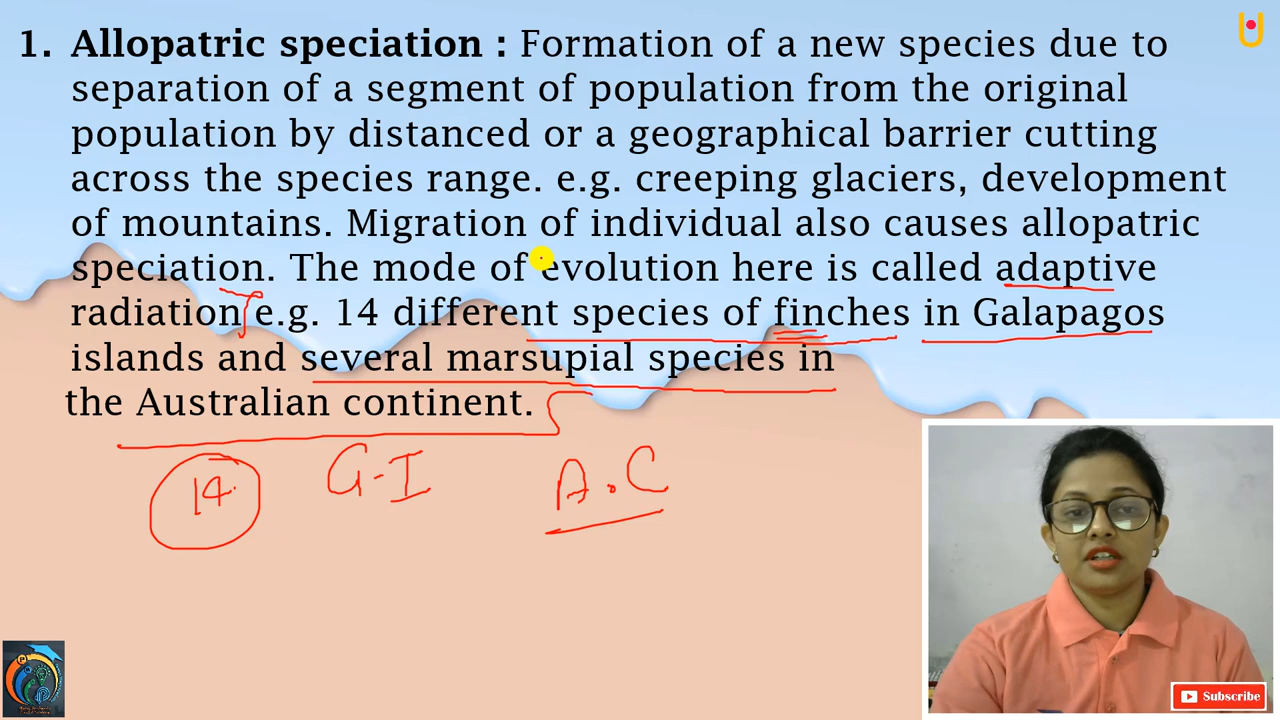 1. Allopatric speciation : Formation of a new species due to
separation of a segment of population from the original
population by distanced or a geographical barrier cutting
across the species range. e.g. creeping glaciers, development
of mountains. Migration of individual also causes allopatric
speciation. The mode of evolution here is called adaptive
radiation e.g. 14 different species of finches in Galapagos
islands and several marsupial species in
the Australian continent.
14 G-I A.C
Subscribe